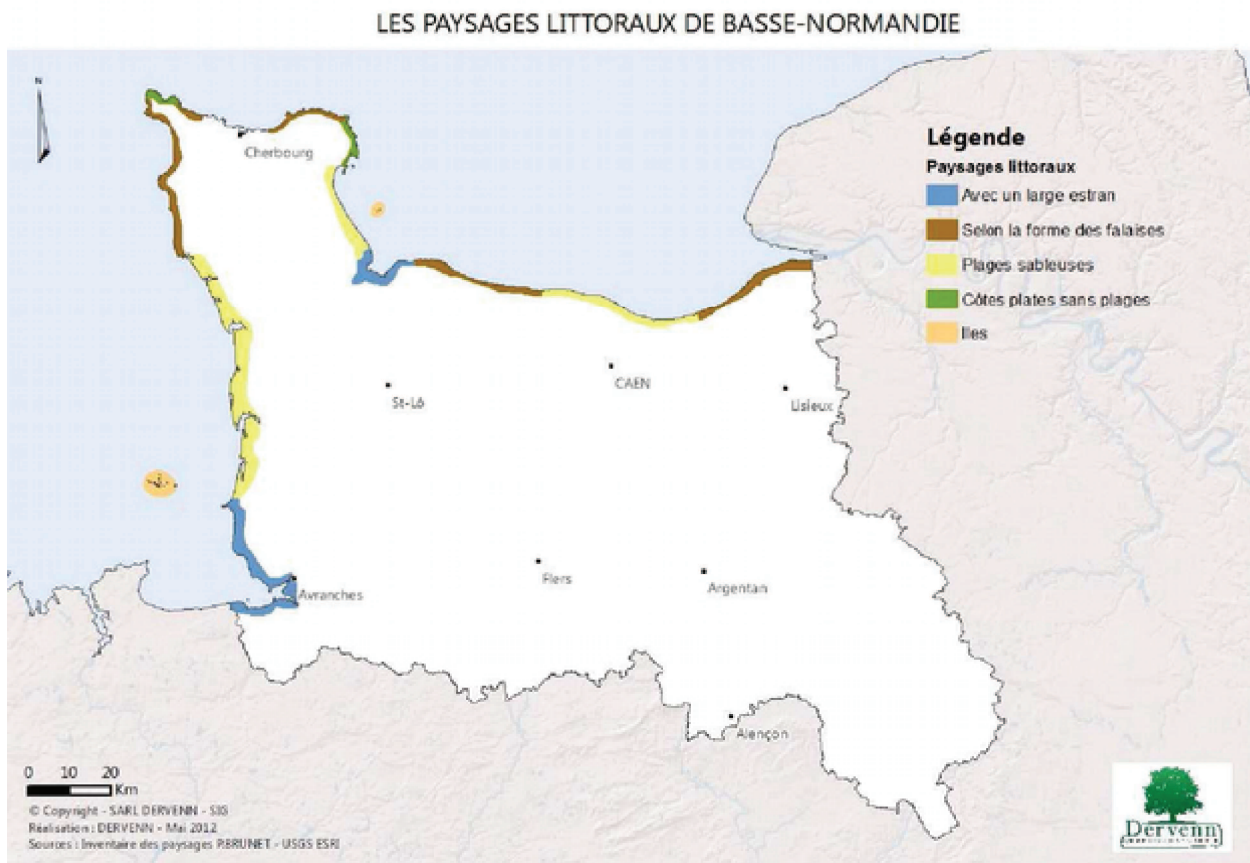 LES PAYSAGES LITTORAUX DE BASSE-NORMANDIE
N
Légende
Paysages littoraux
Avec un large estran
Selon la forme des falaises
Plages sableuses
Côtes plates sans plages
Iles
Cherbourg
St-Lô
CAEN
Lisieux
Avranches
Flers
Argentan
Alençon
0 10 20
Km
© Copyright - SARL DERVENN - SIG
Réalisation : DERVENN - Mai 2012
Sources : Inventaire des paysages P.BRUNET - USGS ESRI
Dervenn